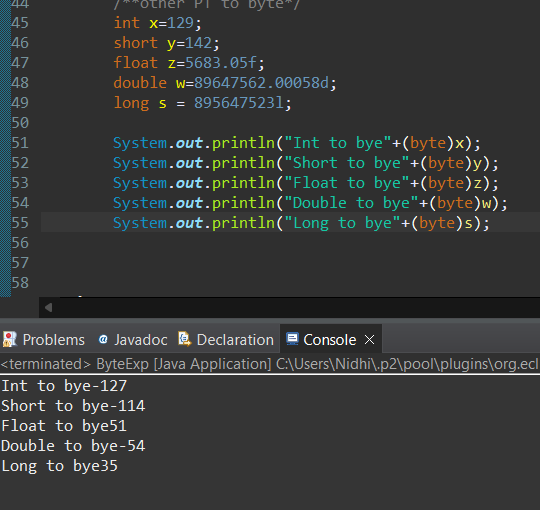 44 /**other PT to byte*/
45 int x=129;
46 short y=142;
47 float z=5683.05f;
48 double w=89647562.00058d;
49 long s = 895647523l;
50
51 System.out.println("Int to bye"+(byte)x);
52 System.out.println("Short to bye"+(byte)y);
53 System.out.println("Float to bye"+(byte)z);
54 System.out.println("Double to bye"+(byte)w);
55 System.out.println("Long to bye"+(byte)s);
56
57
58
Problems @ Javadoc Declaration Console
<terminated> ByteExp [Java Application] C:\Users\Nidhi\.p2\pool\plugins\org.ecl
Int to bye-127
Short to bye-114
Float to bye51
Double to bye-54
Long to bye35